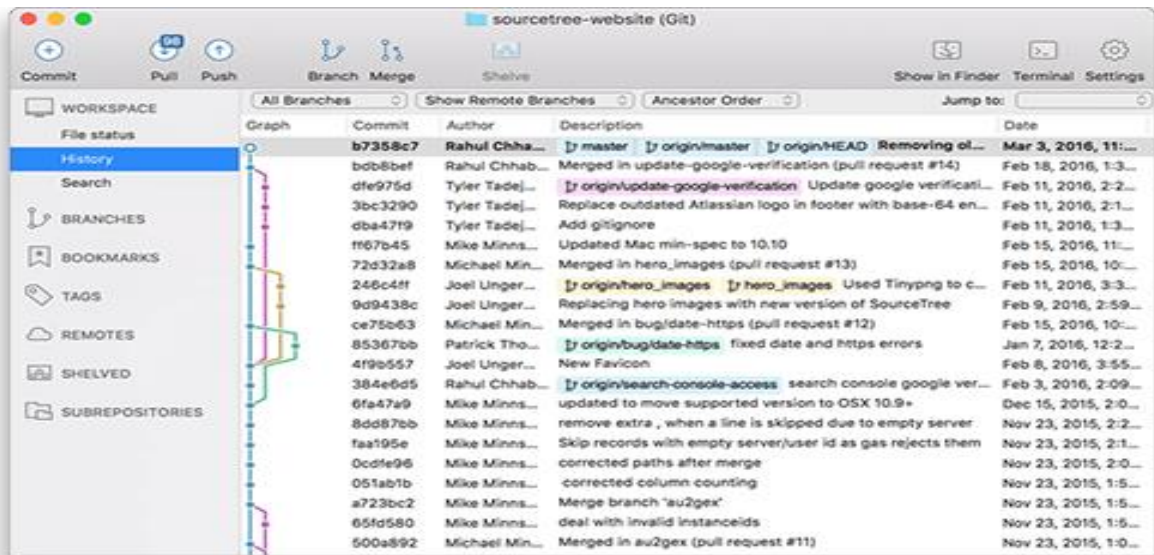 sourcetree-website (Git)
98
Commit Pull Push Branch Merge Shelve Show in Finder Terminal Settings
WORKSPACE
File status
History
Search
BRANCHES
BOOKMARKS
TAGS
REMOTES
SHELVED
SUBREPOSITORIES
All Branches Show Remote Branches Ancestor Order Jump to:
Graph Commit Author Description Date
b7358c7 Rahul Chha... master origin/master origin/HEAD Removing ol... Mar 3, 2016, 11:...
bdb8bef Rahul Chhab... Merged in update-google-verification (pull request #14) Feb 18, 2016, 1:3...
dfe975d Tyler Tadej... origin/update-google-verification Update google verificati... Feb 11, 2016, 2:2...
3bc3290 Tyler Tadej... Replace outdated Atlassian logo in footer with base-64 en... Feb 11, 2016, 2:1...
dba47f9 Tyler Tadej... Add gitignore Feb 11, 2016, 1:3...
ff67b45 Mike Minns... Updated Mac min-spec to 10.10 Feb 15, 2016, 11:...
72d32a8 Michael Min... Merged in hero_images (pull request #13) Feb 15, 2016, 10:...
246c4ff Joel Unger... origin/hero_images hero_images Used Tinypng to c... Feb 11, 2016, 3:3...
9d9438c Joel Unger... Replacing hero images with new version of SourceTree Feb 9, 2016, 2:59...
ce75b63 Michael Min... Merged in bug/date-https (pull request #12) Feb 15, 2016, 10:...
85367bb Patrick Tho... origin/bug/date-https fixed date and https errors Jan 7, 2016, 12:2...
4f9b557 Joel Unger... New Favicon Feb 8, 2016, 3:55...
384e6d5 Rahul Chhab... origin/search-console-access search console google ver... Feb 3, 2016, 2:09...
6fa47a9 Mike Minns... updated to move supported version to OSX 10.9+ Dec 15, 2015, 2:0...
8dd87bb Mike Minns... remove extra , when a line is skipped due to empty server Nov 23, 2015, 2:2...
faa195e Mike Minns... Skip records with empty server/user id as gas rejects them Nov 23, 2015, 2:1...
0cdfe96 Mike Minns... corrected paths after merge Nov 23, 2015, 2:0...
051ab1b Mike Minns... corrected column counting Nov 23, 2015, 1:5...
a723bc2 Mike Minns... Merge branch 'au2gex' Nov 23, 2015, 1:5...
65fd580 Mike Minns... deal with invalid instanceids Nov 23, 2015, 1:5...
500a892 Michael Min... Merged in au2gex (pull request #11) Nov 23, 2015, 1:0...